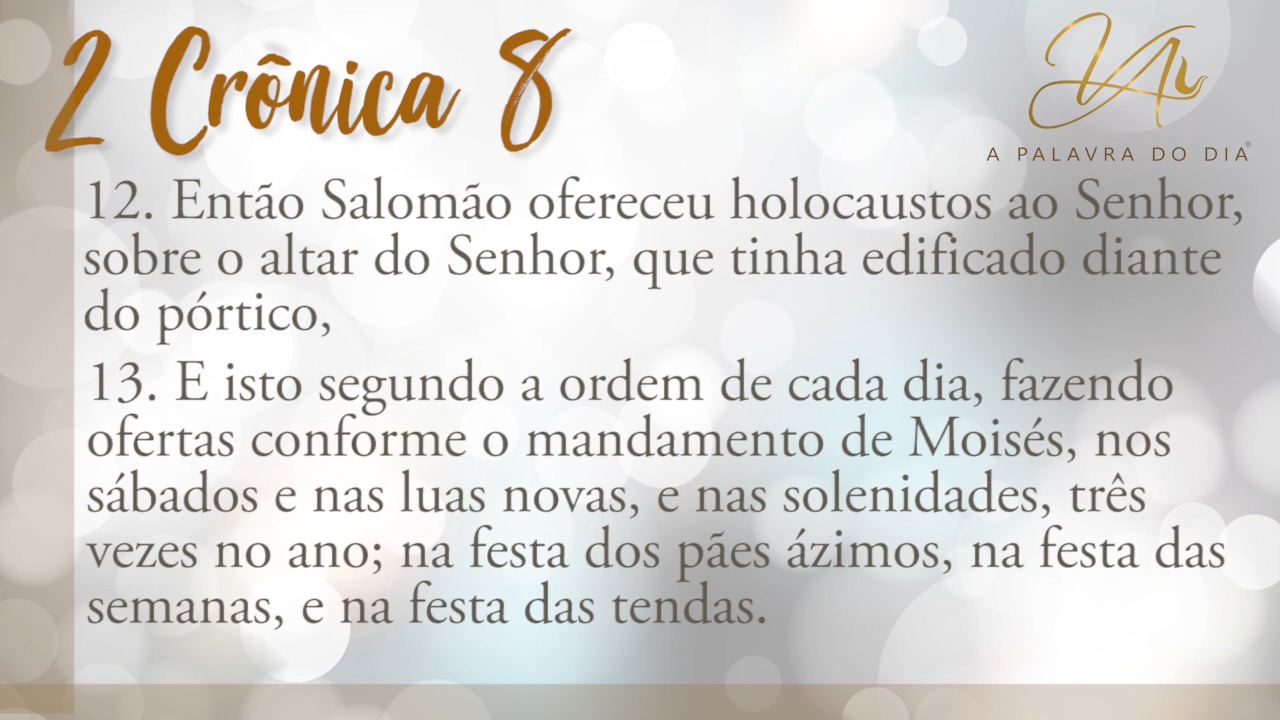 2 Crônica 8
A PALAVRA DO DIA®
12. Então Salomão ofereceu holocaustos ao Senhor,
sobre o altar do Senhor, que tinha edificado diante
do pórtico,
13. E isto segundo a ordem de cada dia, fazendo
ofertas conforme o mandamento de Moisés, nos
sábados e nas luas novas, e nas solenidades, três
vezes no ano; na festa dos pães ázimos, na festa das
semanas, e na festa das tendas.